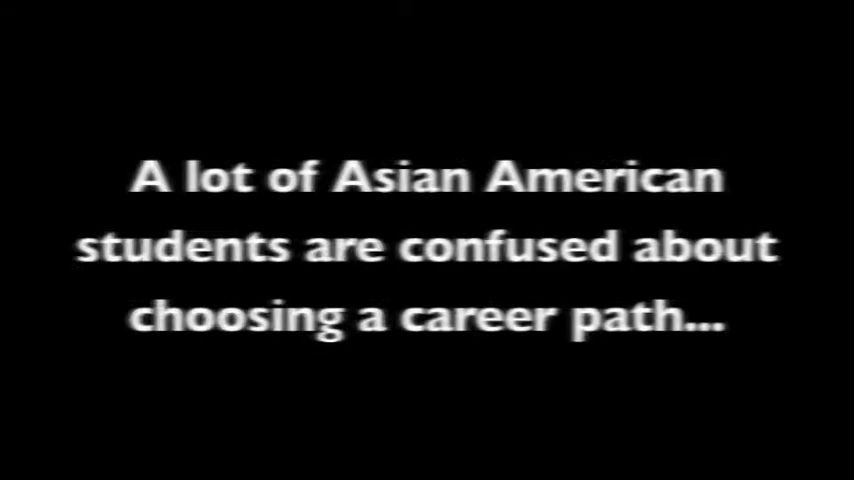 A lot of Asian American
students are confused about
choosing a career path...